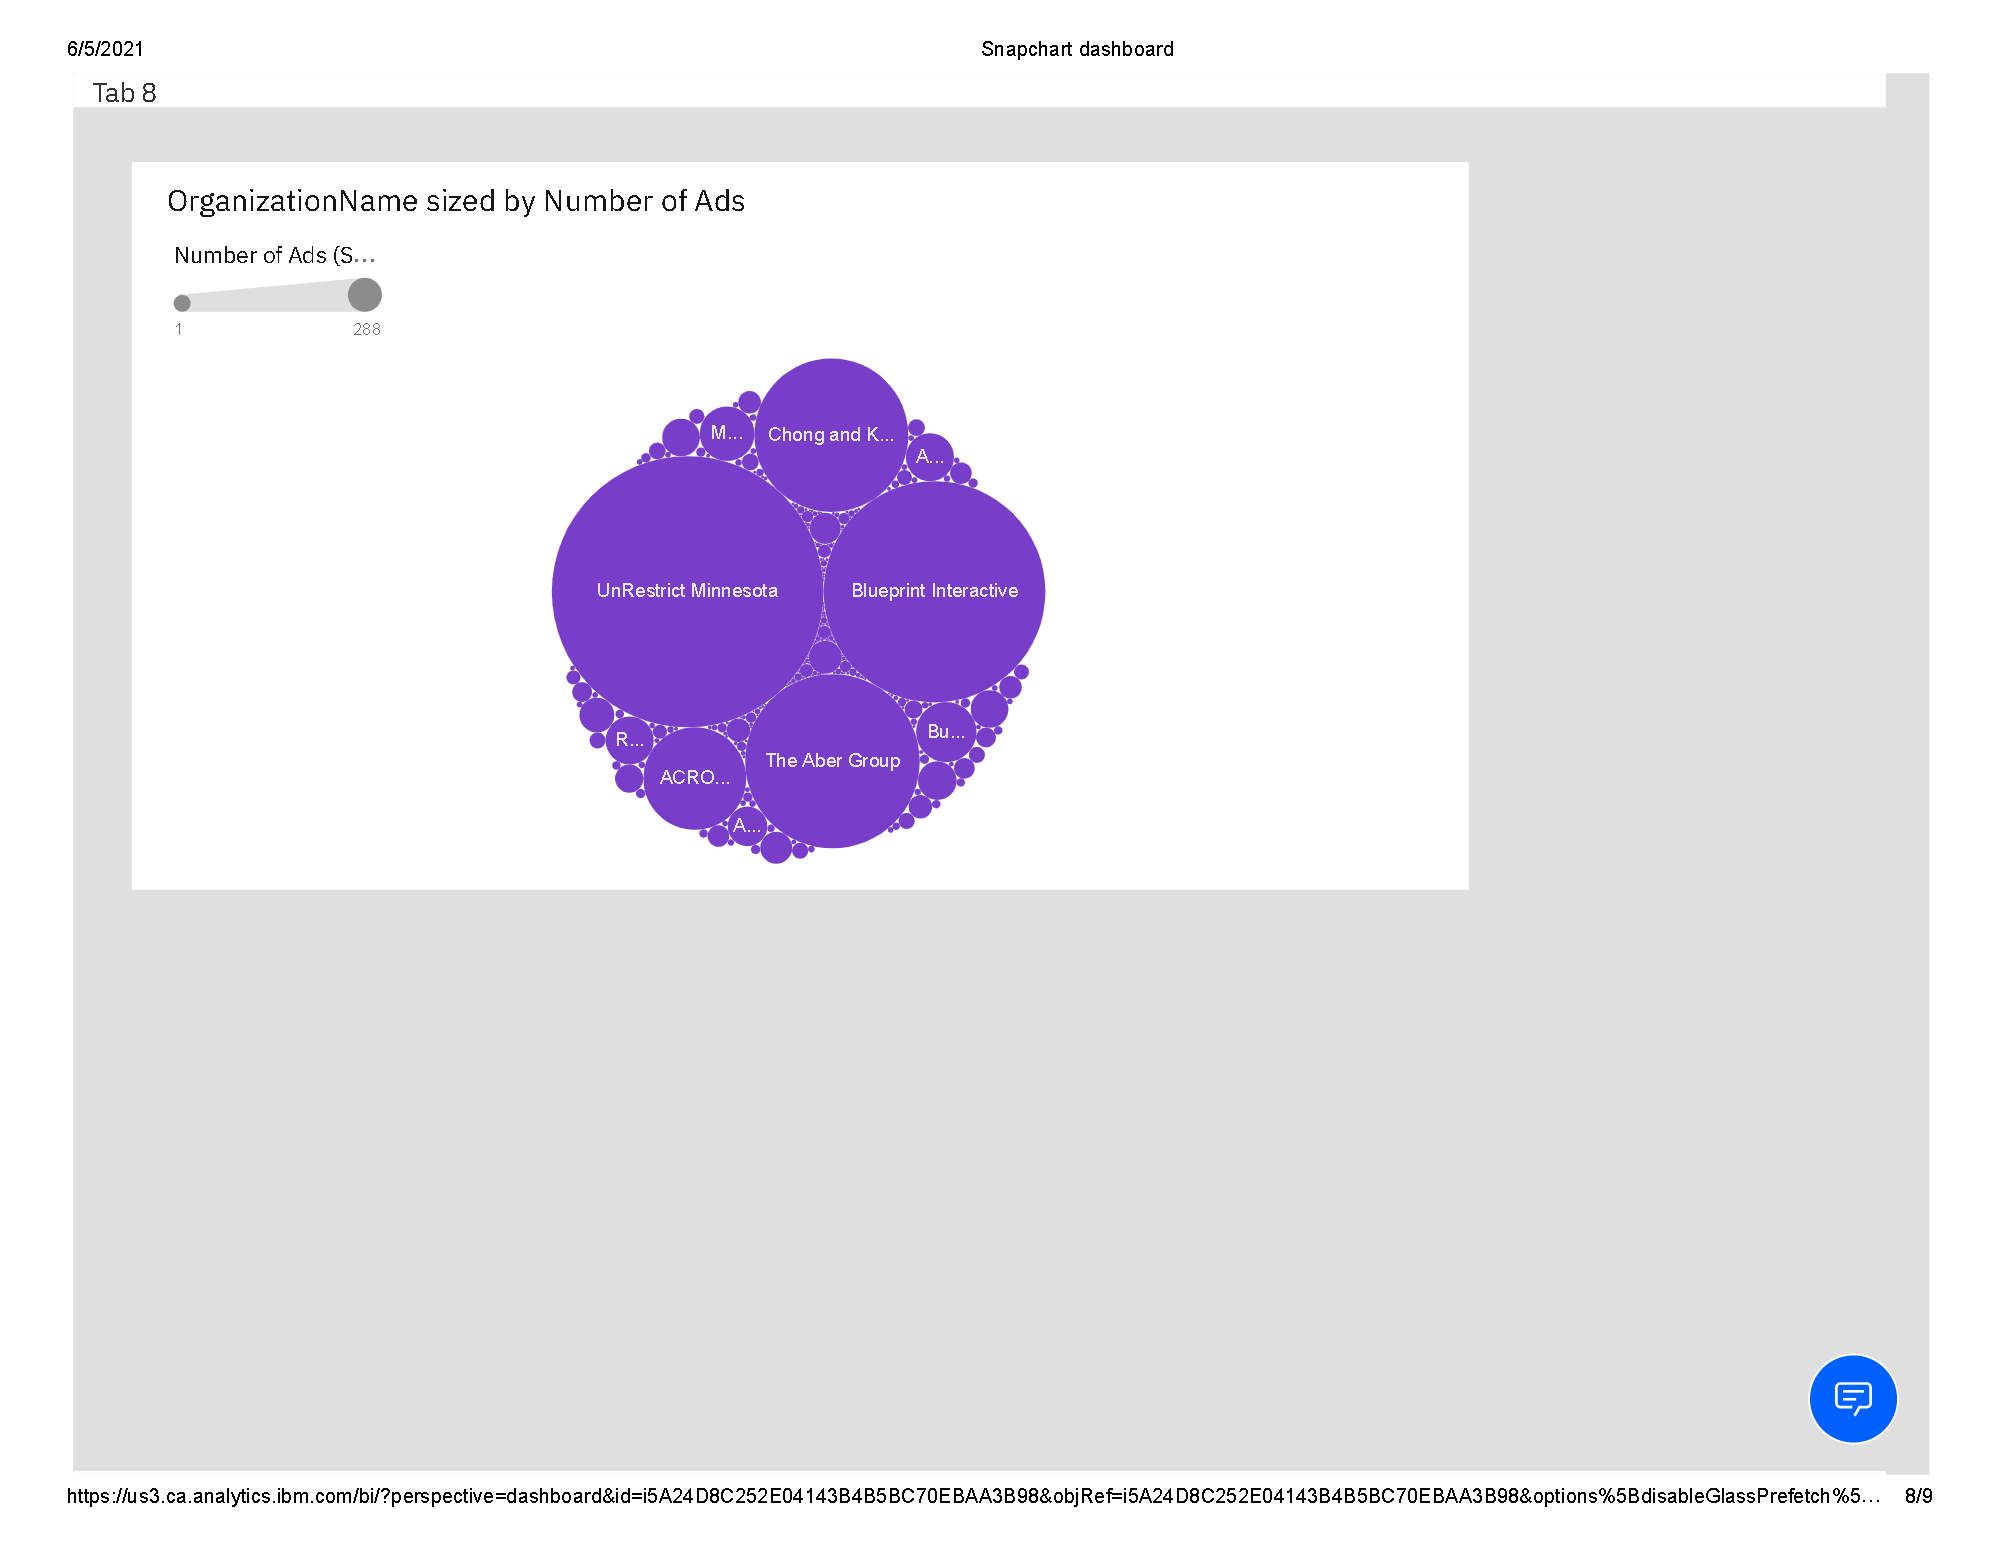 6/5/2021
Snapchart dashboard
Tab 8
OrganizationName sized by Number of Ads
Number of Ads (S...
1
288
M...
Chong and K...
A...
UnRestrict Minnesota
Blueprint Interactive
R...
Bu...
ACRO...
The Aber Group
A...
https://us3.ca.analytics.ibm.com/bi/?perspective=dashboard&id=i5A24D8C252E04143B4B5BC70EBAA3B98&objRef=i5A24D8C252E04143B4B5BC70EBAA3B98&options%5BdisableGlassPrefetch%5...
8/9